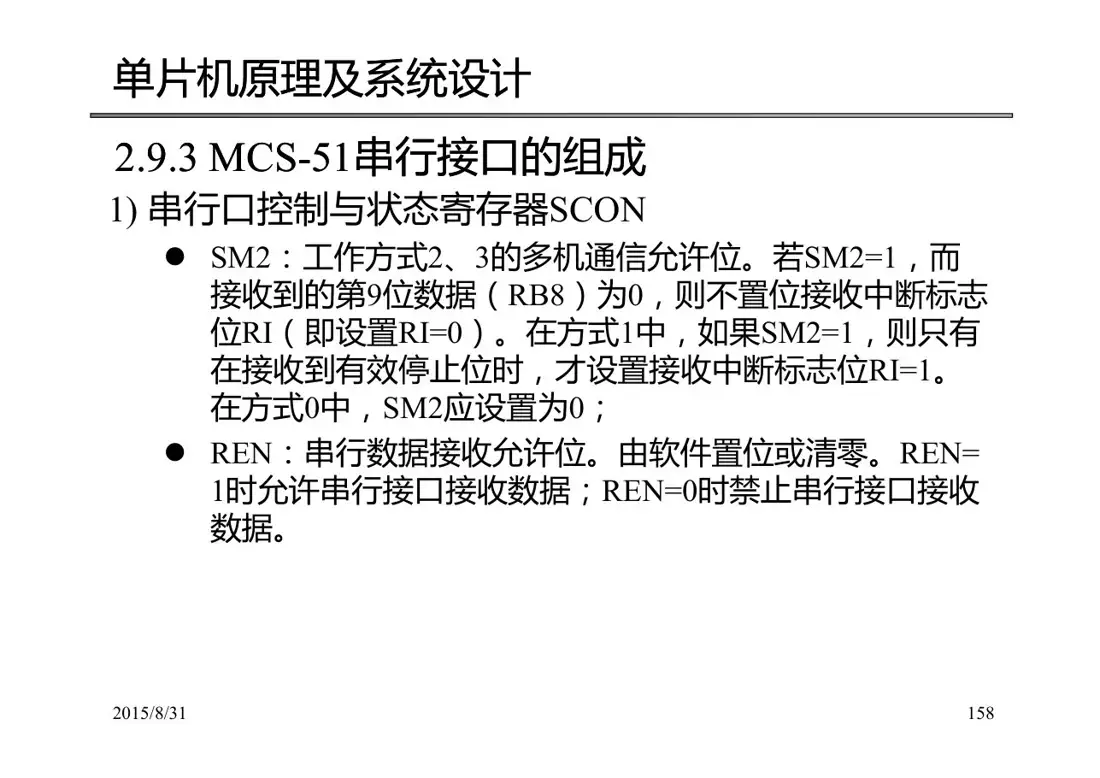 单片机原理及系统设计
2.9.3 MCS-51串行接口的组成
1) 串行口控制与状态寄存器SCON
● SM2：工作方式2、3的多机通信允许位。若SM2=1，而
接收到的第9位数据（RB8）为0，则不置位接收中断标志
位RI（即设置RI=0）。在方式1中，如果SM2=1，则只有
在接收到有效停止位时，才设置接收中断标志位RI=1。
在方式0中，SM2应设置为0；
● REN：串行数据接收允许位。由软件置位或清零。REN=
1时允许串行接口接收数据；REN=0时禁止串行接口接收
数据。
2015/8/31
158